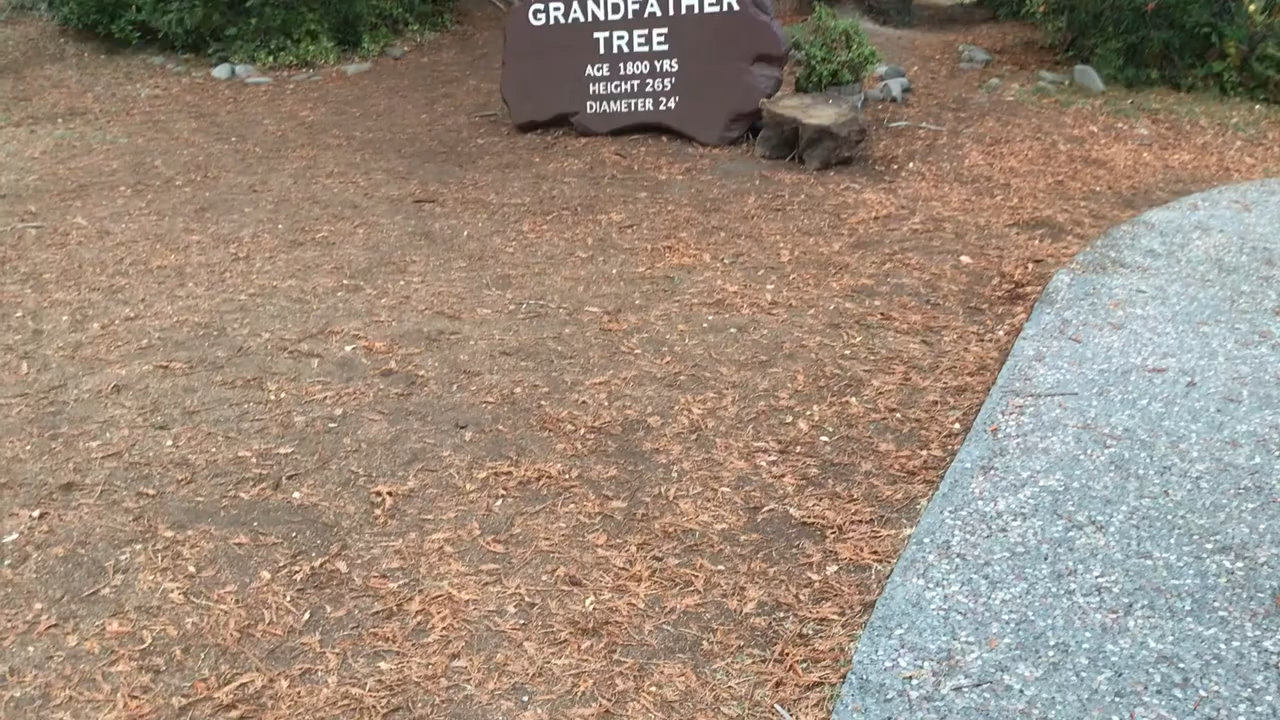 GRANDFATHER
TREE
AGE 1800 YRS
HEIGHT 265'
DIAMETER 24'